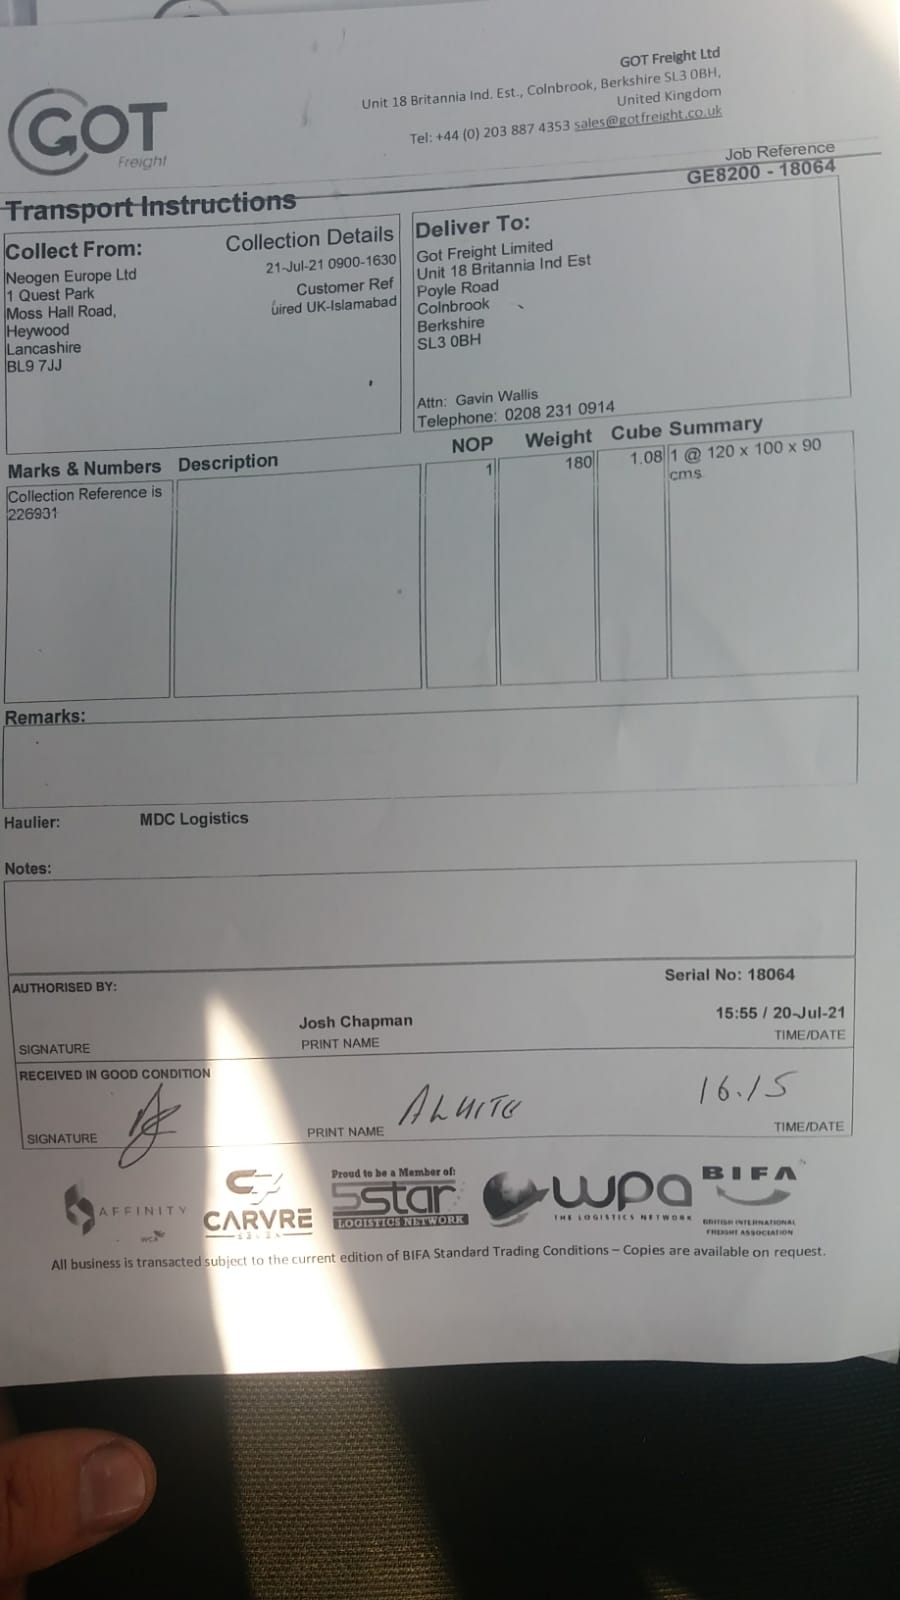 GOT
Freight
GOT Freight Ltd
Unit 18 Britannia Ind. Est., Colnbrook, Berkshire SL3 0BH,
United Kingdom
Tel: +44 (0) 203 887 4353 sales@gotfreight.co.uk
Job Reference
GE8200 - 18064
Transport Instructions
Collect From:
Neogen Europe Ltd
1 Quest Park
Moss Hall Road,
Heywood
Lancashire
BL9 7JJ
Collection Details
21-Jul-21 0900-1630
Customer Ref
uired UK-Islamabad
Deliver To:
Got Freight Limited
Unit 18 Britannia Ind Est
Poyle Road
Colnbrook
Berkshire
SL3 0BH
Attn: Gavin Wallis
Telephone: 0208 231 0914
Marks & Numbers Description NOP Weight Cube Summary
Collection Reference is
226931
1 180 1.08 1 @ 120 x 100 x 90
cms
Remarks:
Haulier: MDC Logistics
Notes:
AUTHORISED BY:
Serial No: 18064
Josh Chapman
15:55 / 20-Jul-21
SIGNATURE PRINT NAME TIME/DATE
RECEIVED IN GOOD CONDITION
16.15
SIGNATURE PRINT NAME TIME/DATE
AFFINITY
WCA
CARVRE
Proud to be a Member of:
5star
LOGISTICS NETWORK
wpa
THE LOGISTICS NETWORK
BIFA
BRITISH INTERNATIONAL
FREIGHT ASSOCIATION
All business is transacted subject to the current edition of BIFA Standard Trading Conditions – Copies are available on request.